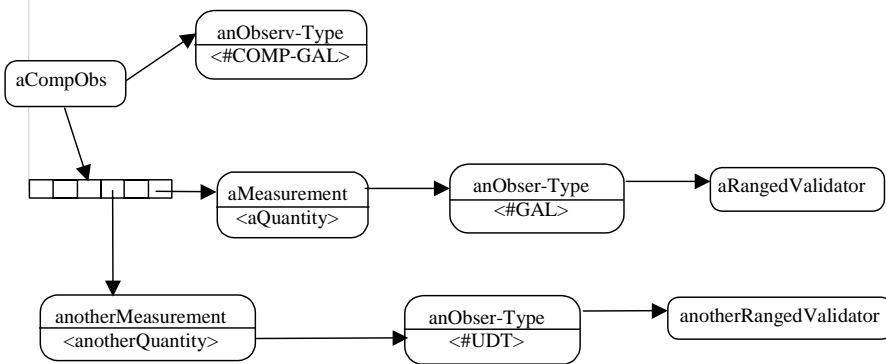 anObserv-Type
<#COMP-GAL>
aCompObs
aMeasurement
<aQuantity>
anObser-Type
<#GAL>
aRangedValidator
anotherMeasurement
<anotherQuantity>
anObser-Type
<#UDT>
anotherRangedValidator